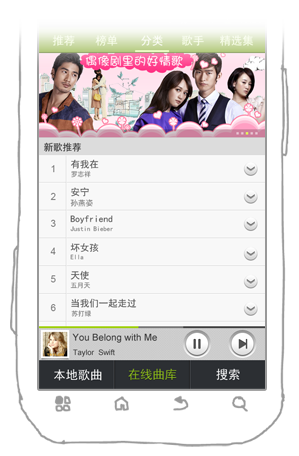 推荐 榜单 分类 歌手 精选集
偶像剧里的好情歌
新歌推荐
1 有我在
罗志祥
2 安宁
孙燕姿
3 Boyfriend
Justin Bieber
4 坏女孩
Ella
5 天使
五月天
6 当我们一起走过
苏打绿
You Belong with Me
Taylor Swift
本地歌曲 在线曲库 搜索